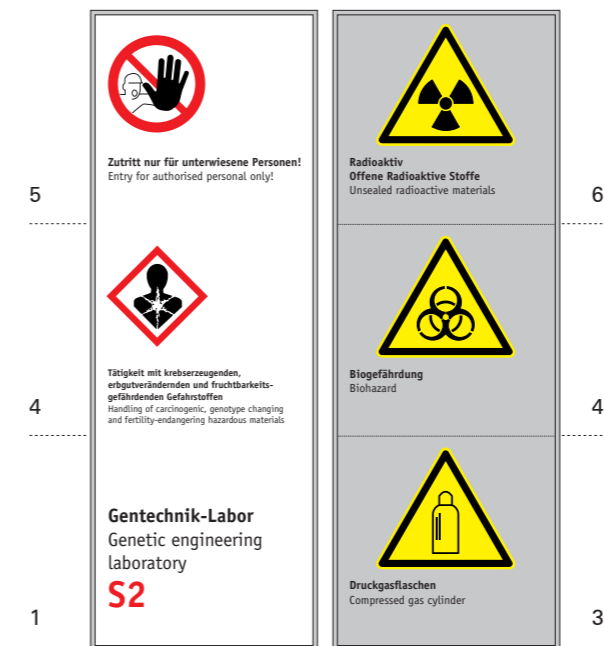 Zutritt nur für unterwiesene Personen!
Entry for authorised personal only!
5
Tätigkeit mit krebserzeugenden,
erbgutverändernden und fruchtbarkeits-
gefährdenden Gefahrstoffen
Handling of carcinogenic, genotype changing
and fertility-endangering hazardous materials
4
Gentechnik-Labor
Genetic engineering
laboratory
S2
1
Radioaktiv
Offene Radioaktive Stoffe
Unsealed radioactive materials
6
Biogefährdung
Biohazard
4
Druckgasflaschen
Compressed gas cylinder
3